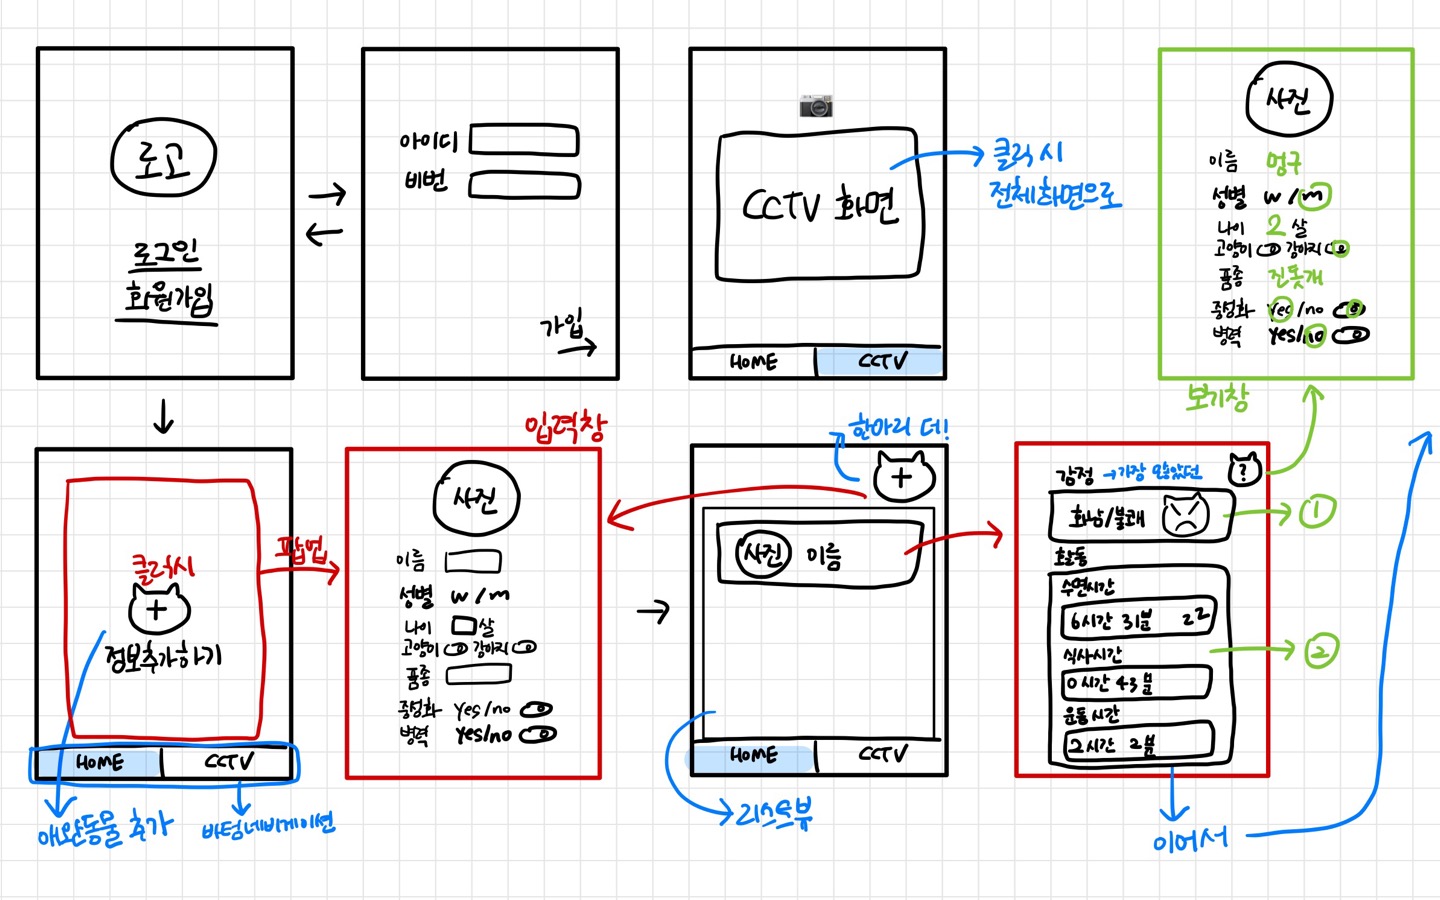 로고
로그인
회원가입
아이디
비번
가입
CCTV 화면
HOME
CCTV
클릭 시
전체화면으로
사진
이름 멍구
성별 w / m
나이 2 살
고양이 강아지
품종 진돗개
중성화 yes/no
병력 yes/no
보기창
클릭시
정보추가하기
HOME
CCTV
애완동물 추가
바텀네비게이션
팝업
입력창
사진
이름
성별 w / m
나이 살
고양이 강아지
품종
중성화 Yes/no
병력 yes/no
한마리 더!
사진 이름
HOME
CCTV
리스트뷰
감정 →가장 많았던
?
화남/불쾌
1
활동
수면시간
6시간 31분 zz
식사시간
0시간 43분
운동시간
2시간 2분
2
이어서